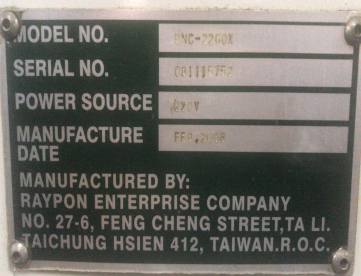 MODEL NO.
SERIAL NO.
POWER SOURCE 220V
MANUFACTURE
DATE
MANUFACTURED BY:
RAYPON ENTERPRISE COMPANY
NO. 27-6, FENG CHENG STREET,TA LI.
TAICHUNG HSIEN 412, TAIWAN.R.O.C.